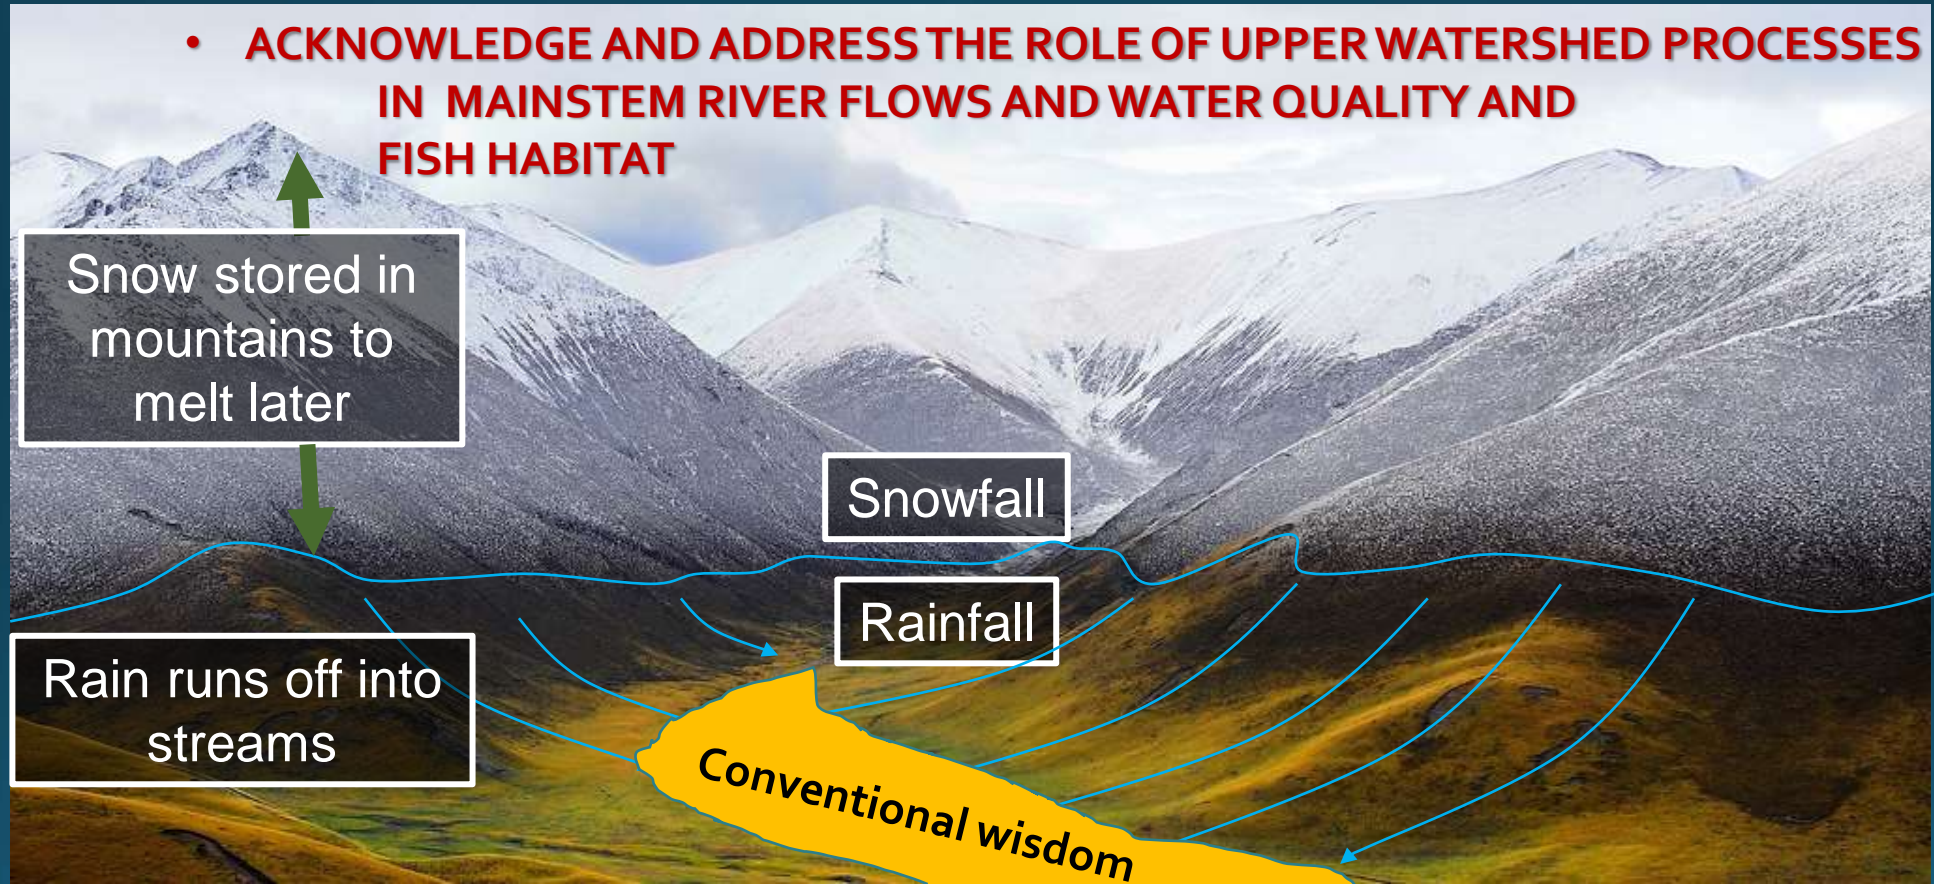 • ACKNOWLEDGE AND ADDRESS THE ROLE OF UPPER WATERSHED PROCESSES
IN MAINSTEM RIVER FLOWS AND WATER QUALITY AND
FISH HABITAT
Snow stored in
mountains to
melt later
Snowfall
Rainfall
Rain runs off into
streams
Conventional wisdom